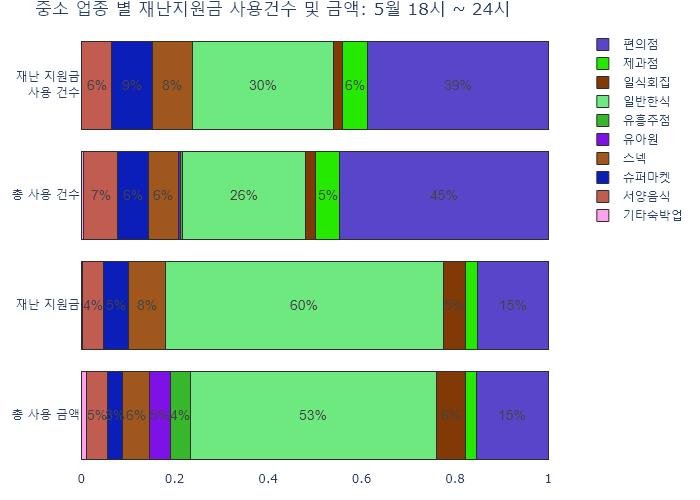 중소 업종 별 재난지원금 사용건수 및 금액: 5월 18시 ~ 24시
재난 지원금
사용 건수
6%
9%
8%
30%
6%
39%
총 사용 건수
7%
6%
6%
26%
5%
45%
재난 지원금
4%
5%
8%
60%
5%
15%
총 사용 금액
5%
3%
6%
5%
4%
53%
6%
15%
0
0.2
0.4
0.6
0.8
1
편의점
제과점
일식회집
일반한식
유흥주점
유아원
스넥
슈퍼마켓
서양음식
기타숙박업